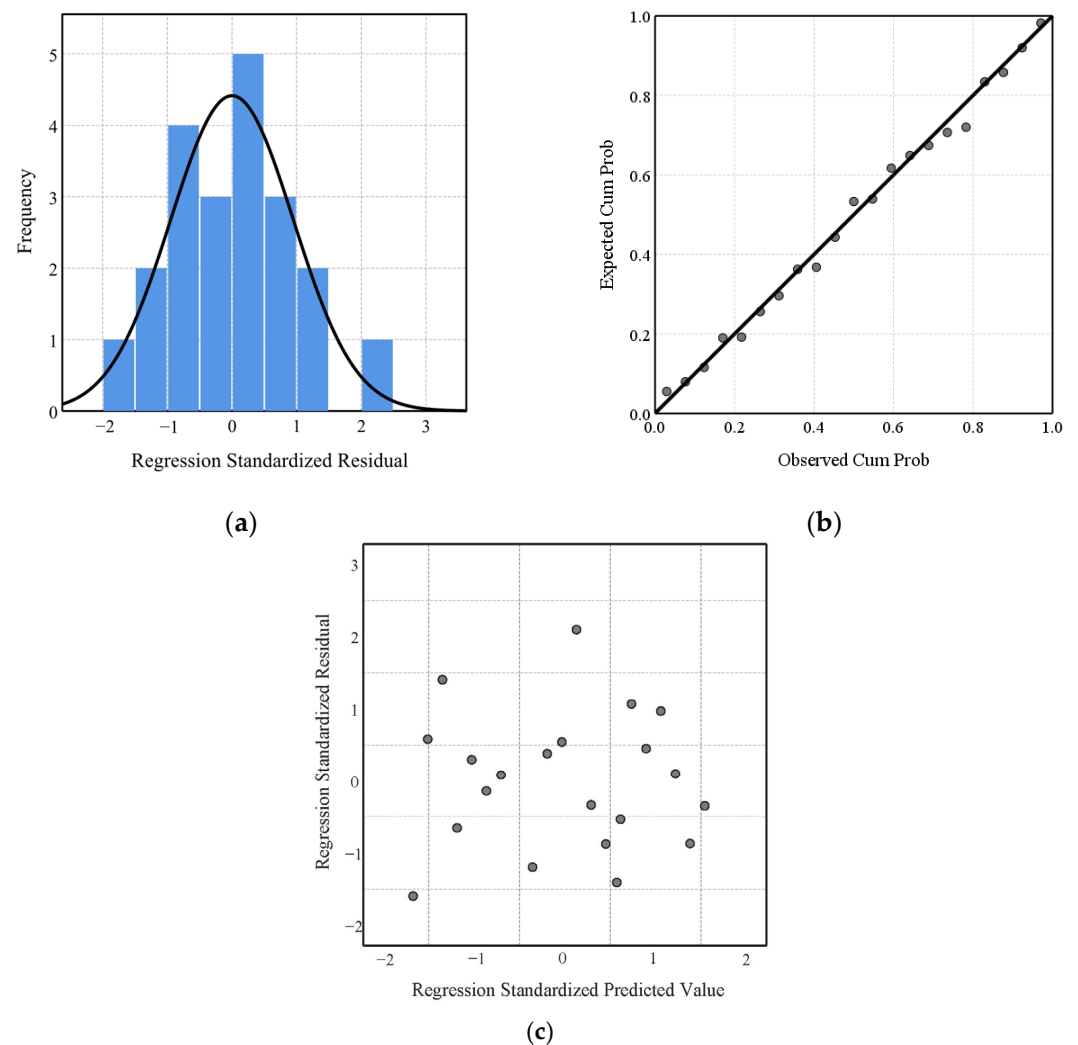 5
4
3
2
1
0
Frequency
−2 −1 0 1 2 3
Regression Standardized Residual
(a)
1.0
0.8
0.6
0.4
0.2
0.0
Expected Cum Prob
0.0 0.2 0.4 0.6 0.8 1.0
Observed Cum Prob
(b)
3
2
1
0
−1
−2
Regression Standardized Residual
−2 −1 0 1 2
Regression Standardized Predicted Value
(c)